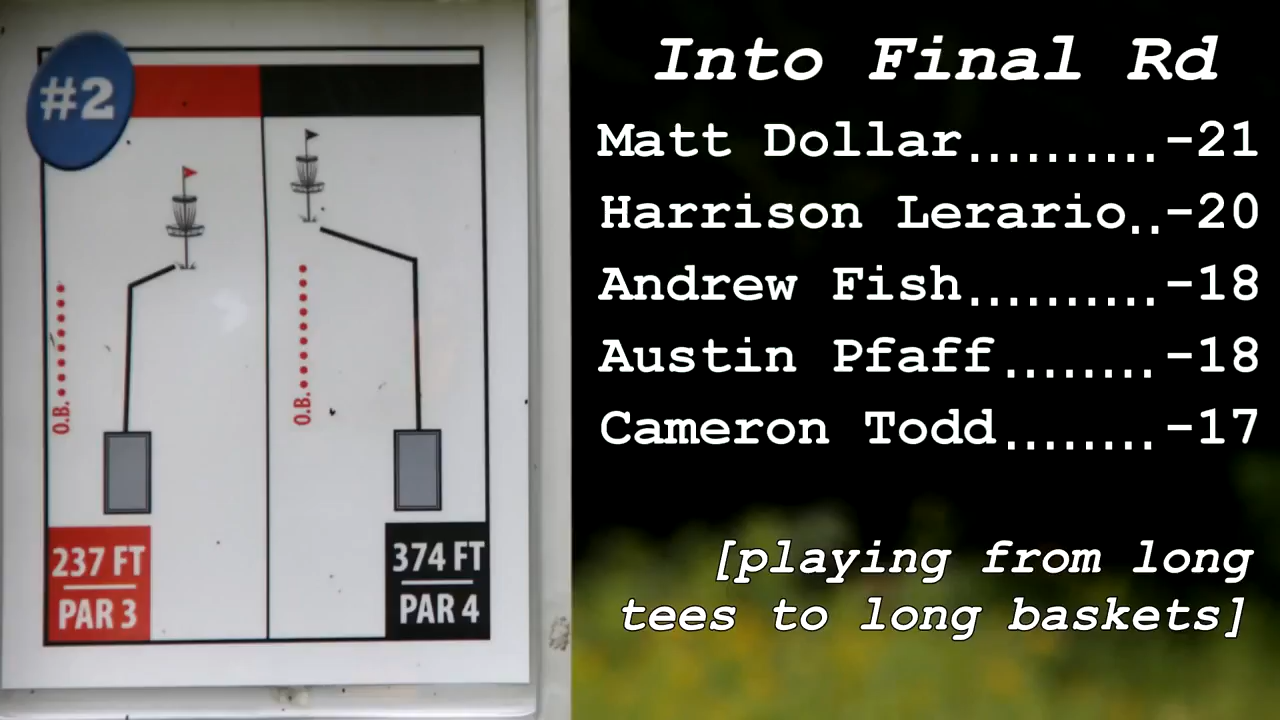 #2
O.B.
O.B.
237 FT
PAR 3
374 FT
PAR 4
Into Final Rd
Matt Dollar..........-21
Harrison Lerario..-20
Andrew Fish..........-18
Austin Pfaff........-18
Cameron Todd........-17
[playing from long
tees to long baskets]